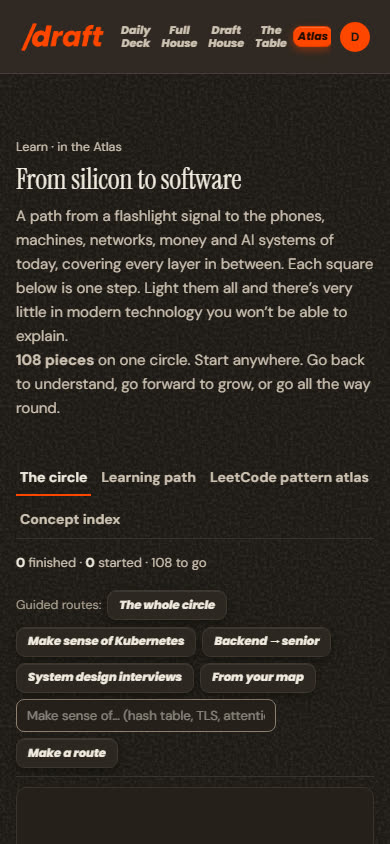 /draft
Daily
Deck
Full
House
Draft
House
The
Table
Atlas
D
Learn · in the Atlas
From silicon to software
A path from a flashlight signal to the phones,
machines, networks, money and AI systems of
today, covering every layer in between. Each square
below is one step. Light them all and there’s very
little in modern technology you won’t be able to
explain.
108 pieces on one circle. Start anywhere. Go back
to understand, go forward to grow, or go all the way
round.
The circle
Learning path
LeetCode pattern atlas
Concept index
0 finished · 0 started · 108 to go
Guided routes:
The whole circle
Make sense of Kubernetes
Backend→senior
System design interviews
From your map
Make sense of… (hash table, TLS, attenti
Make a route